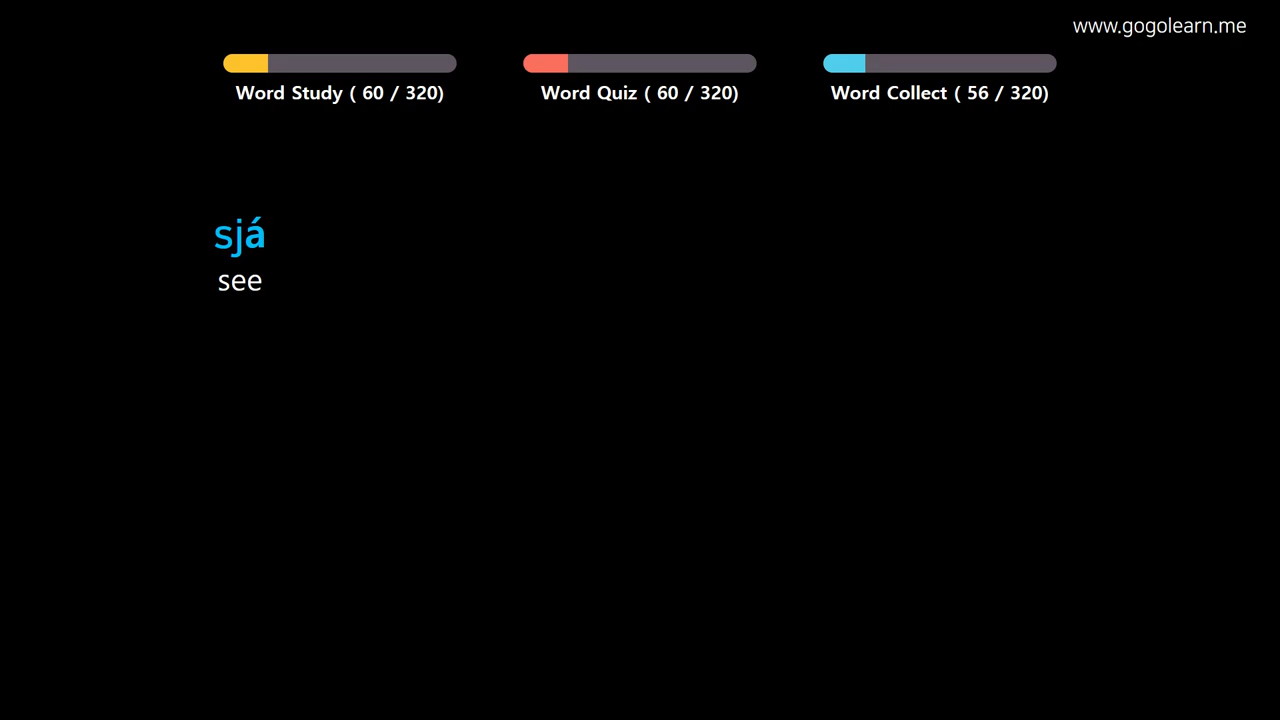 www.gogolearn.me
Word Study ( 60 / 320)
Word Quiz ( 60 / 320)
Word Collect ( 56 / 320)
sjá
see